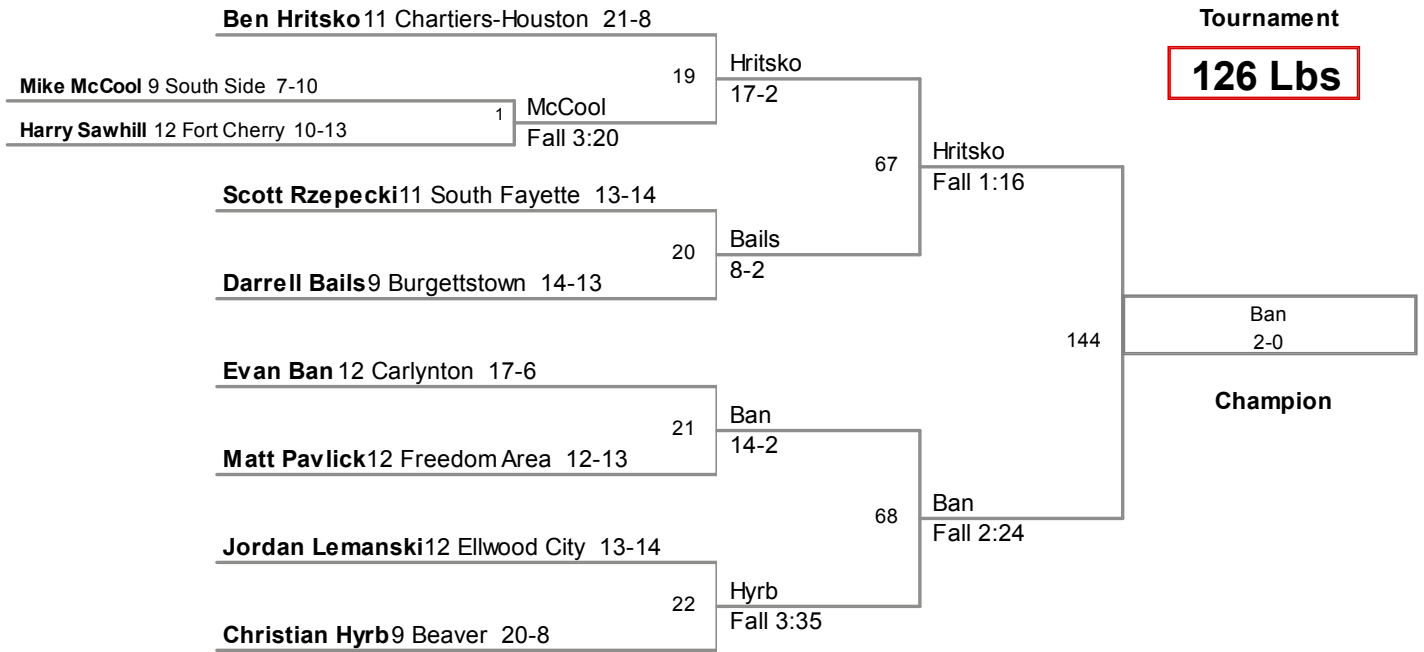 Ben Hritsko 11 Chartiers-Houston 21-8
Tournament
126 Lbs
19
Hritsko
17-2
Mike McCool 9 South Side 7-10
1
McCool
Fall 3:20
Harry Sawhill 12 Fort Cherry 10-13
67
Hritsko
Fall 1:16
Scott Rzepecki 11 South Fayette 13-14
20
Bails
8-2
Darrell Bails 9 Burgettstown 14-13
144
Ban
2-0
Champion
Evan Ban 12 Carlynton 17-6
21
Ban
14-2
Matt Pavlick 12 Freedom Area 12-13
68
Ban
Fall 2:24
Jordan Lemanski 12 Ellwood City 13-14
22
Hyrb
Fall 3:35
Christian Hyrb 9 Beaver 20-8